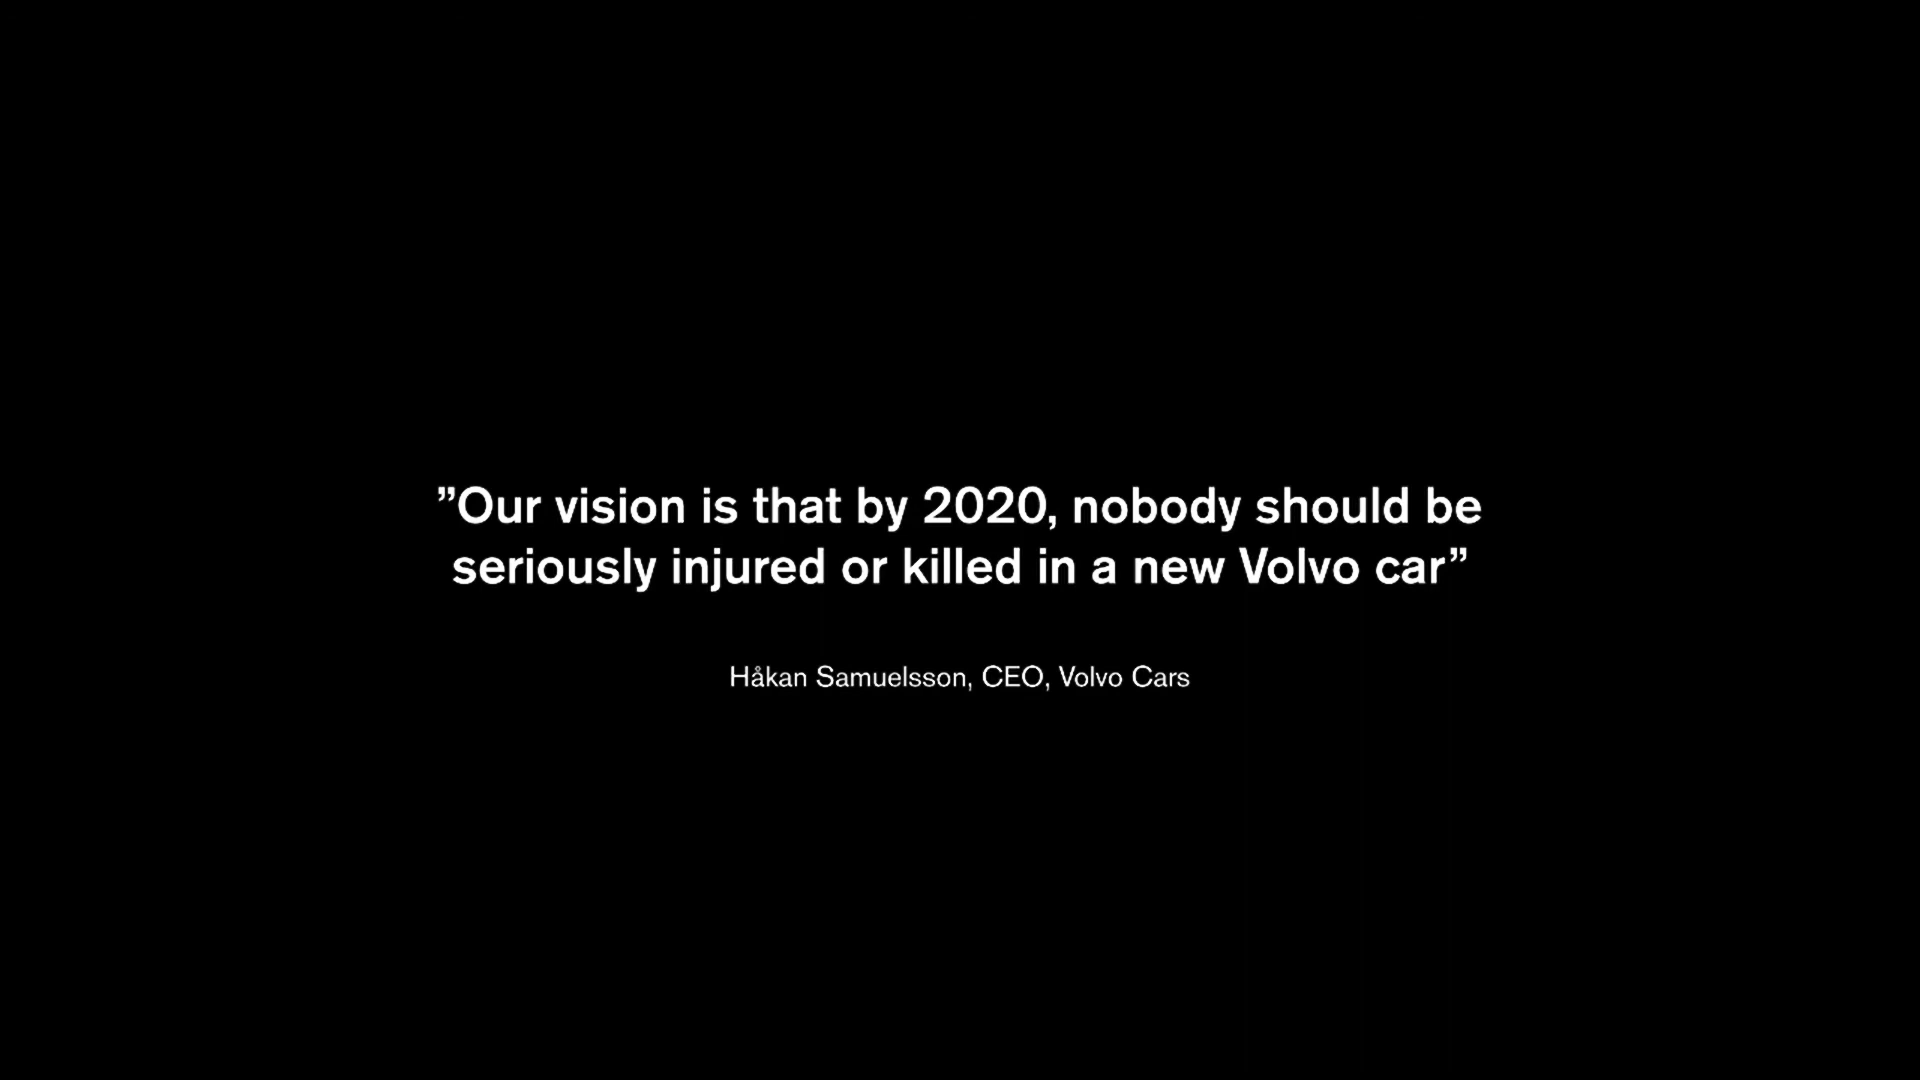 ”Our vision is that by 2020, nobody should be
seriously injured or killed in a new Volvo car”
Håkan Samuelsson, CEO, Volvo Cars